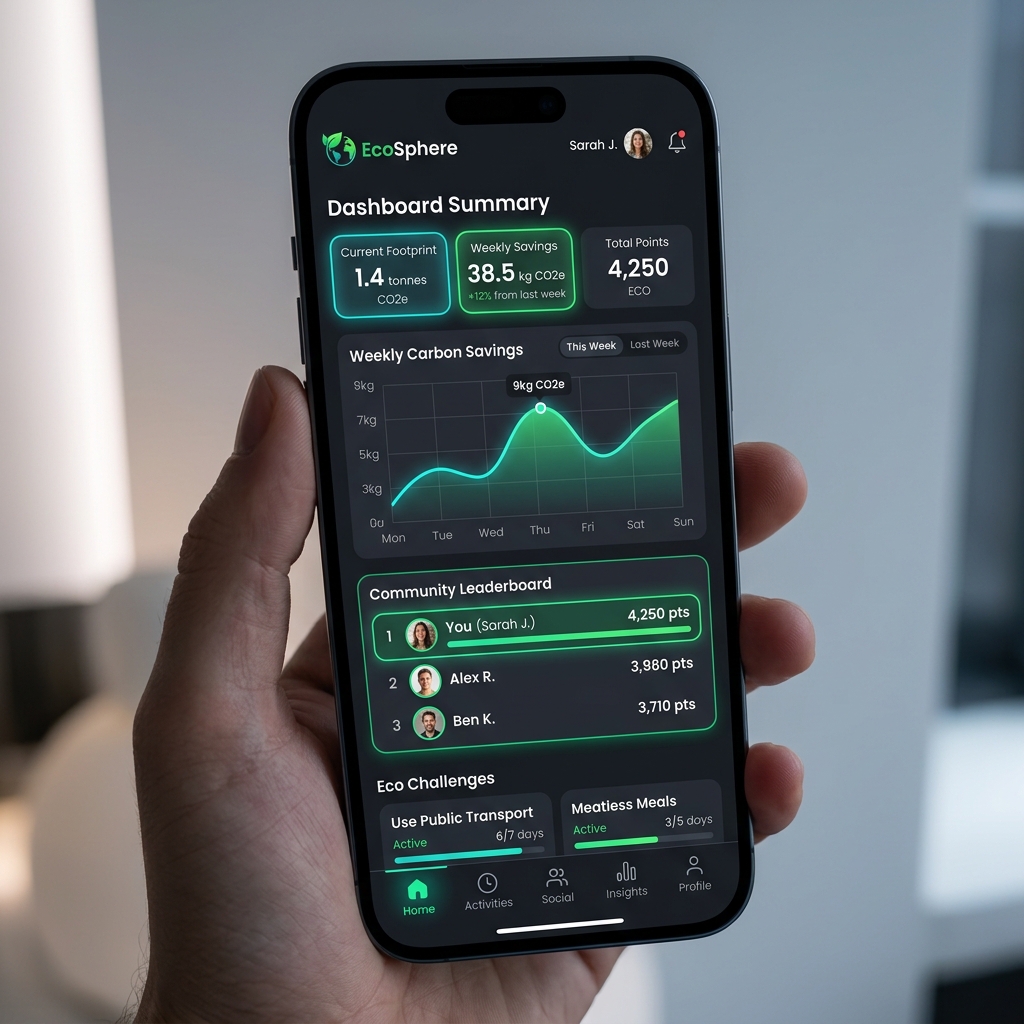 EcoSphere
Sarah J.
Dashboard Summary
Current Footprint
1.4 tonnes
CO2e
Weekly Savings
38.5 kg CO2e
+12% from last week
Total Points
4,250
ECO
Weekly Carbon Savings
This Week
Lost Week
9kg CO2e
9kg
7kg
5kg
3kg
Mon
Tue
Wed
Thu
Fri
Sat
Sun
Community Leaderboard
1
You (Sarah J.)
4,250 pts
2
Alex R.
3,980 pts
3
Ben K.
3,710 pts
Eco Challenges
Use Public Transport
Active
6/7 days
Meatless Meals
Active
3/5 days
Home
Activities
Social
Insights
Profile